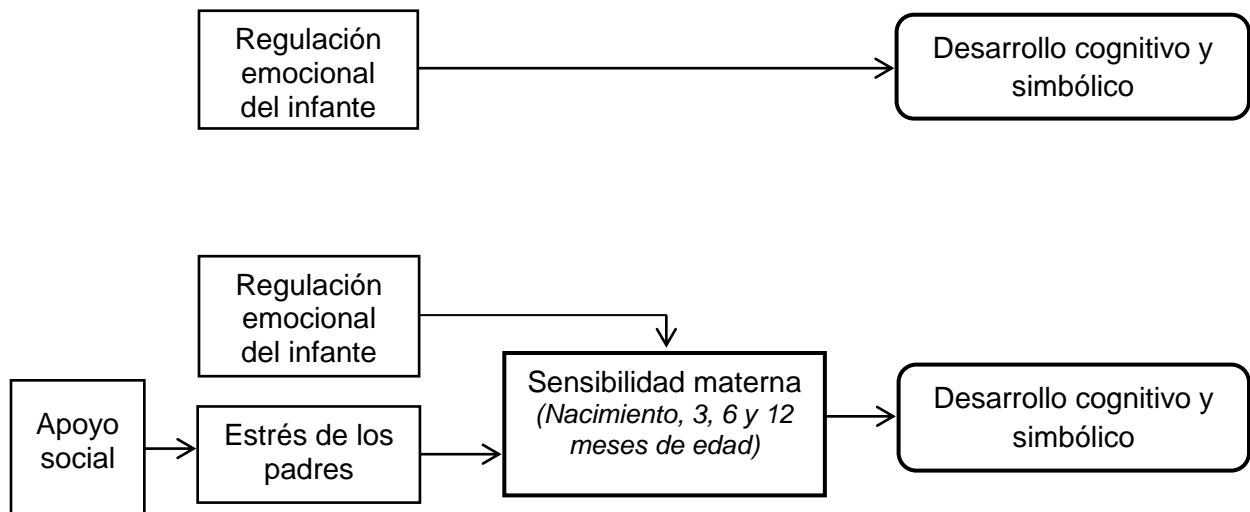 Regulación
emocional
del infante
Desarrollo cognitivo y
simbólico
Regulación
emocional
del infante
Apoyo
social
Estrés de los
padres
Sensibilidad materna
(Nacimiento, 3, 6 y 12
meses de edad)
Desarrollo cognitivo y
simbólico